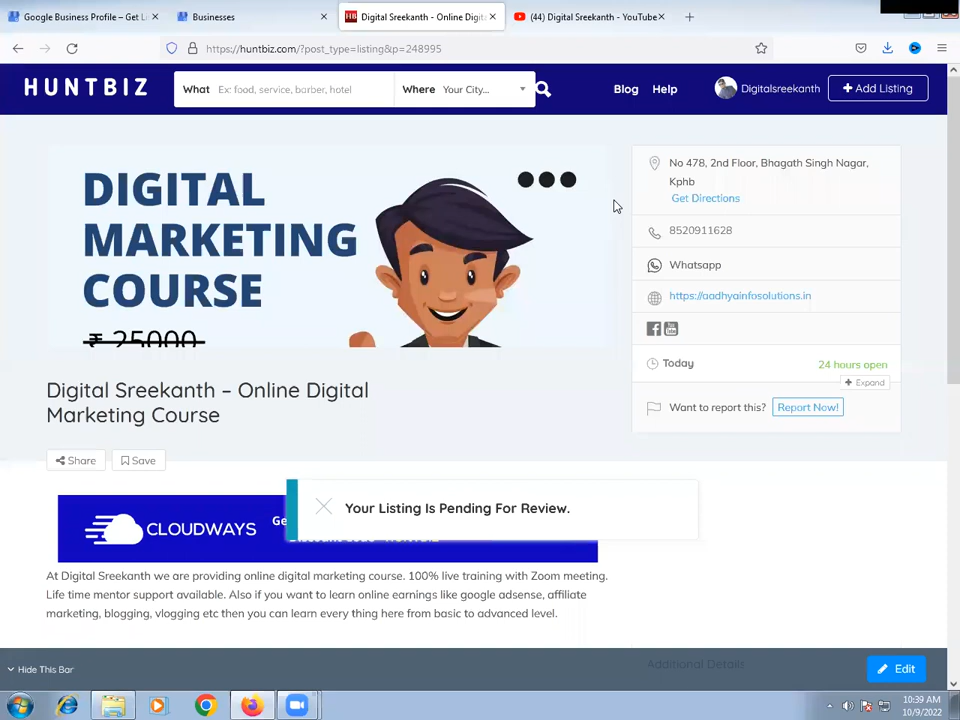 Google Business Profile – Get Li
Businesses
Digital Sreekanth - Online Digit
(44) Digital Sreekanth - YouTube
https://huntbiz.com/?post_type=listing&p=248995
HUNTBIZ
What Ex: food, service, barber, hotel
Where Your City...
Blog
Help
Digitalsreekanth
Add Listing
DIGITAL
MARKETING
COURSE
₹ 25000
No 478, 2nd Floor, Bhagath Singh Nagar,
Kphb
Get Directions
8520911628
Whatsapp
https://aadhyainfosolutions.in
Today
24 hours open
Expand
Want to report this? Report Now!
Digital Sreekanth – Online Digital
Marketing Course
Share
Save
Your Listing Is Pending For Review.
CLOUDWAYS
Ge
At Digital Sreekanth we are providing online digital marketing course. 100% live training with Zoom meeting.
Life time mentor support available. Also if you want to learn online earnings like google adsense, affiliate
marketing, blogging, vlogging etc then you can learn every thing here from basic to advanced level.
Additional Details
Hide This Bar
Edit
10:39 AM
10/9/2022